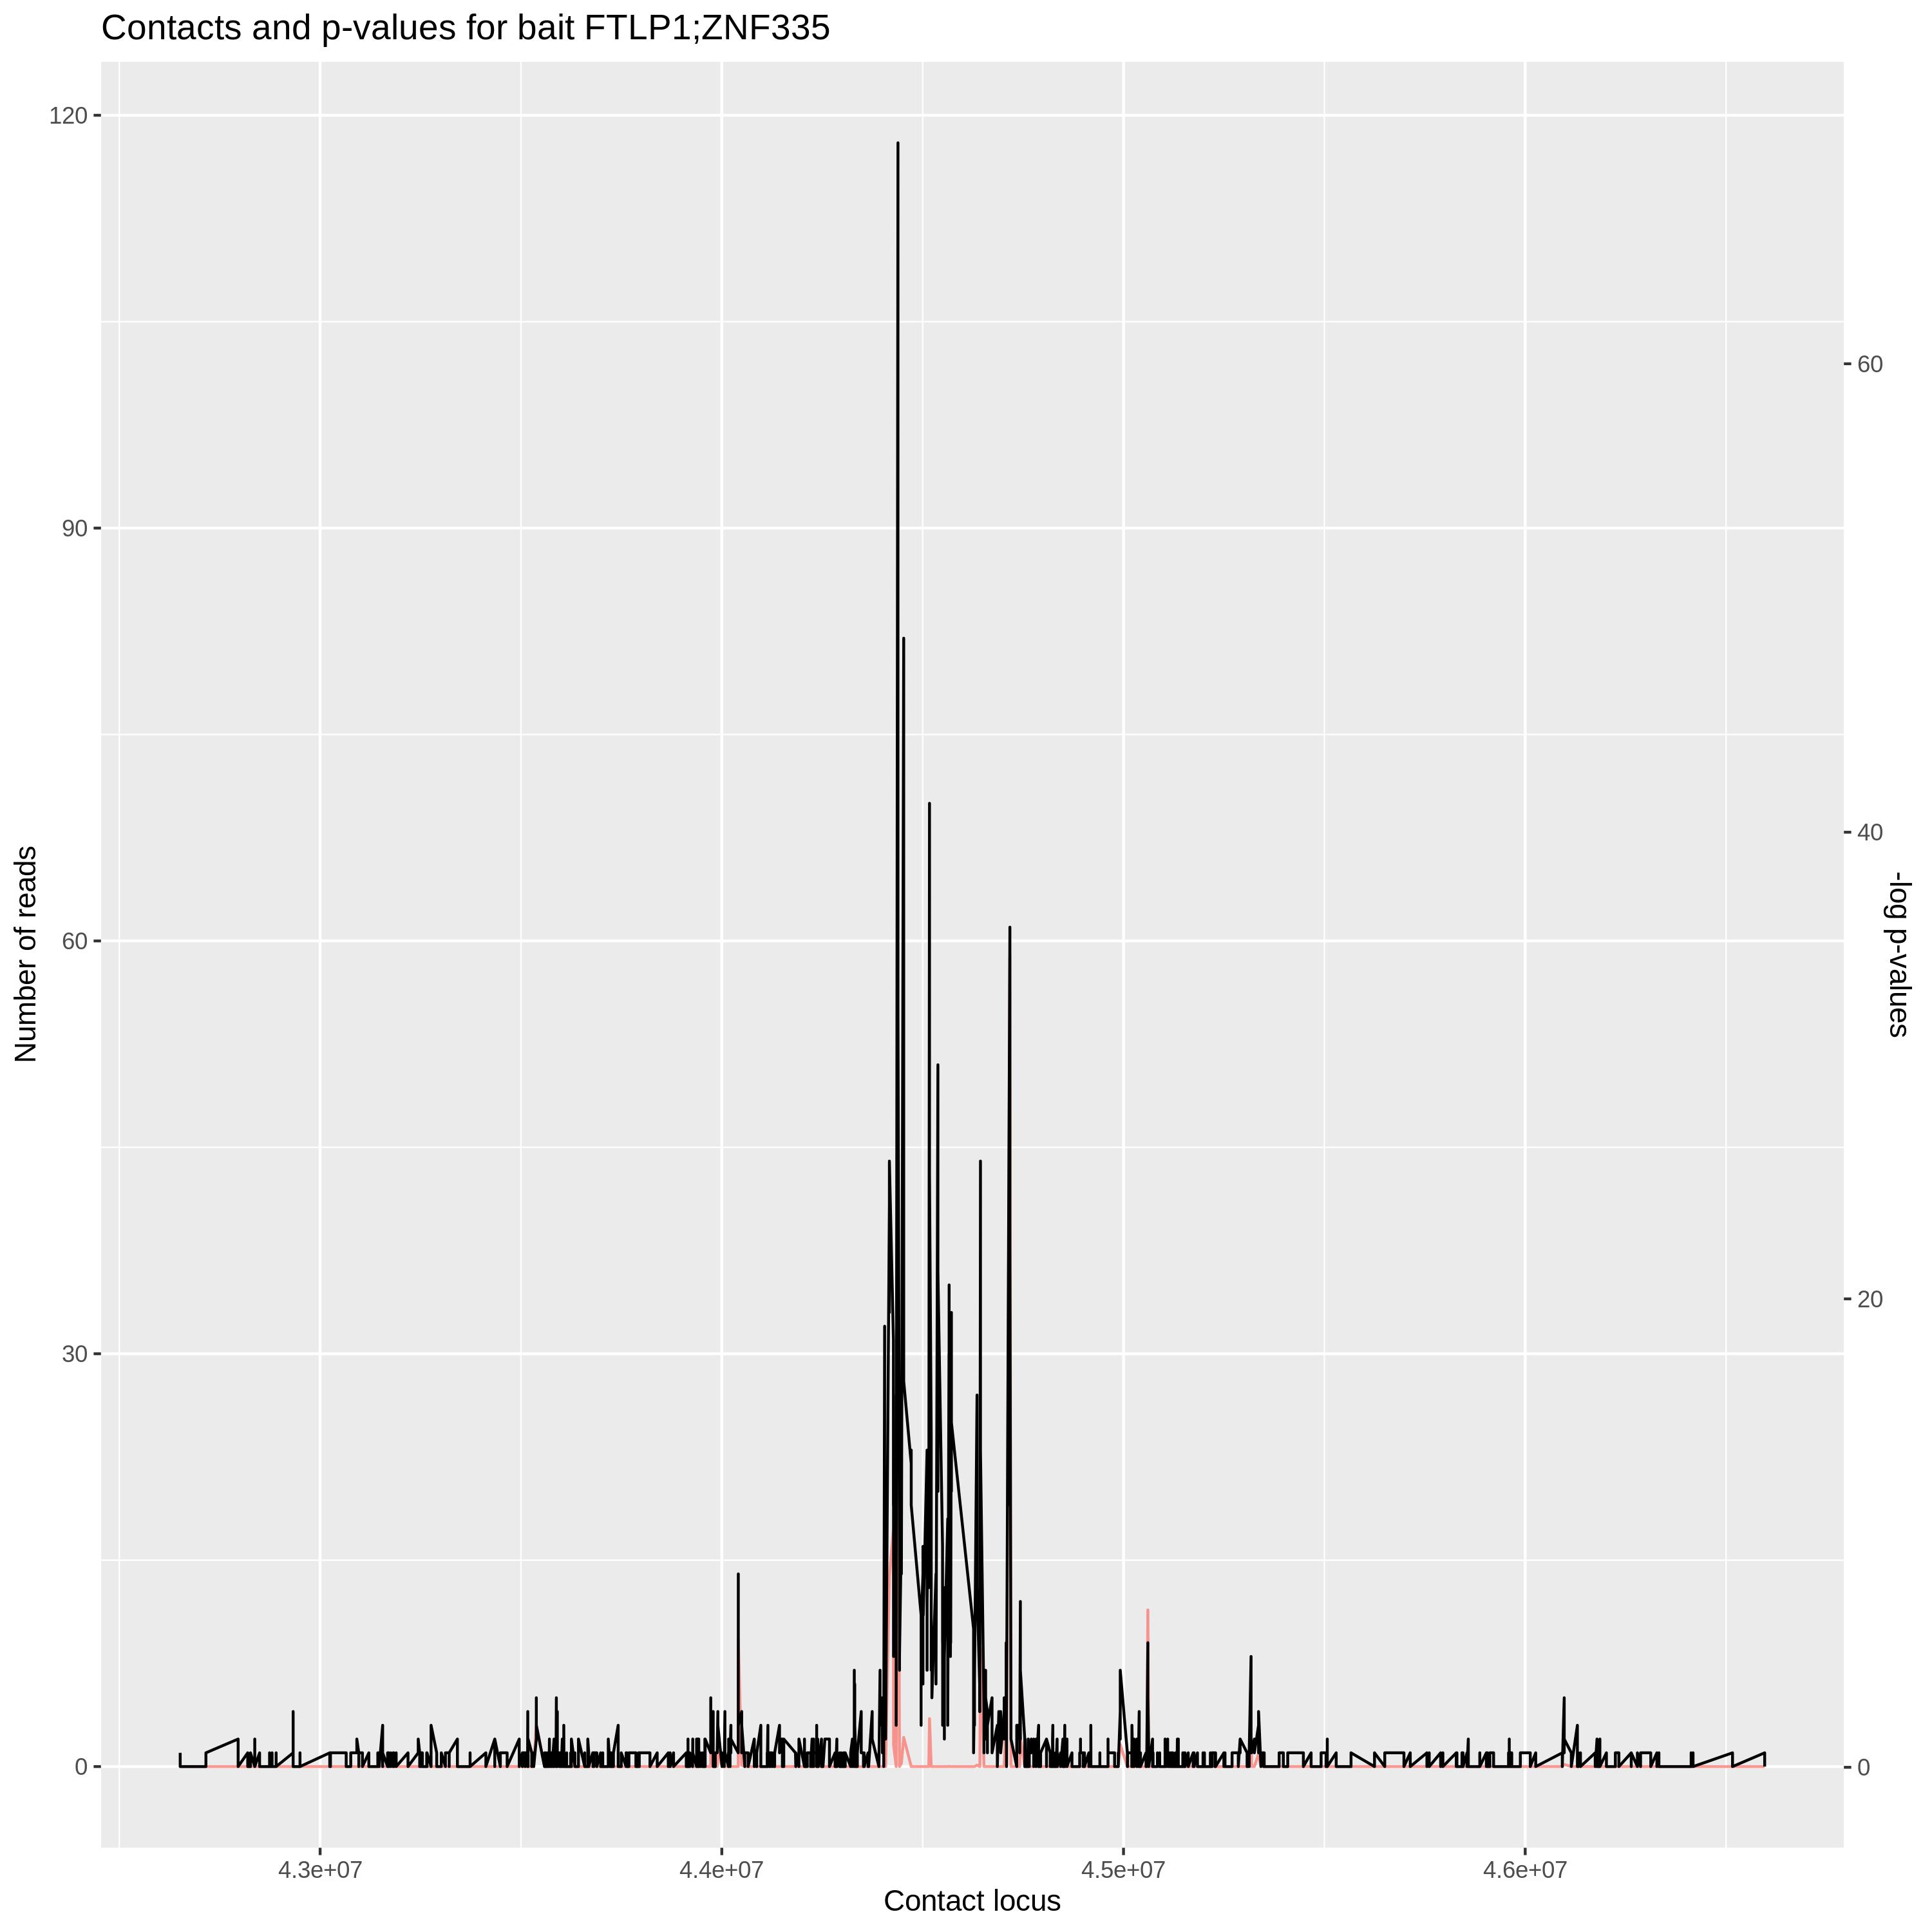 Contacts and p-values for bait FTLP1;ZNF335
120
90
60
30
0
Number of reads
60
40
20
0
-log p-values
4.3e+07
4.4e+07
4.5e+07
4.6e+07
Contact locus